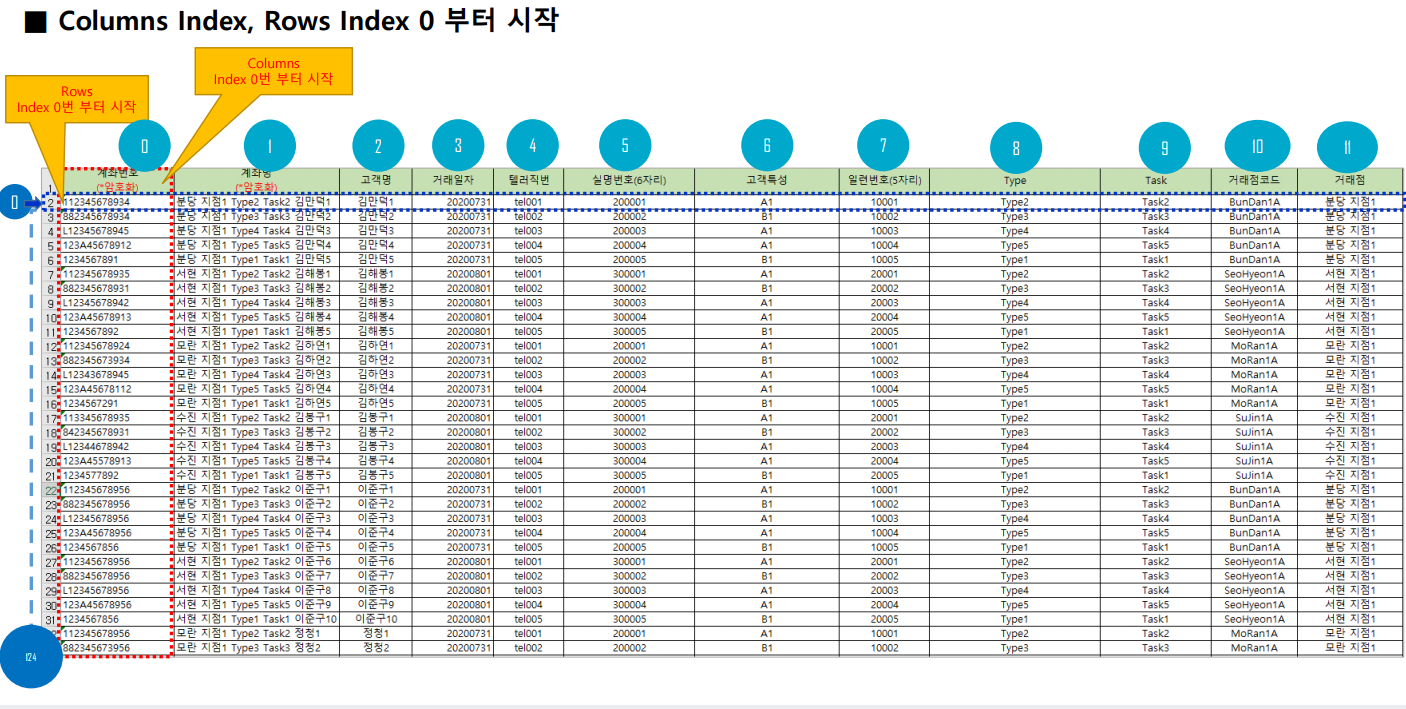 ■ Columns Index, Rows Index 0 부터 시작
Columns
Index 0번 부터 시작
Rows
Index 0번 부터 시작
0 1 2 3 4 5 6 7 8 9 10 11
계좌번호 계좌명 고객명 거래일자 텔러직번 실명번호(6자리) 고객특성 일련번호(5자리) Type Task 거래점코드 거래점
1 (*암호화) (*암호화)
0 2 112345678934 분당 지점1 Type2 Task2 김만덕1 김만덕1 20200731 tel001 200001 A1 10001 Type2 Task2 BunDan1A 분당 지점1
3 882345678934 분당 지점1 Type3 Task3 김만덕2 김만덕2 20200731 tel002 200002 B1 10002 Type3 Task3 BunDan1A 분당 지점1
4 L12345678945 분당 지점1 Type4 Task4 김만덕3 김만덕3 20200731 tel003 200003 A1 10003 Type4 Task4 BunDan1A 분당 지점1
5 123A45678912 분당 지점1 Type5 Task5 김만덕4 김만덕4 20200731 tel004 200004 A1 10004 Type5 Task5 BunDan1A 분당 지점1
6 1234567891 분당 지점1 Type1 Task1 김만덕5 김만덕5 20200731 tel005 200005 B1 10005 Type1 Task1 BunDan1A 분당 지점1
7 112345678935 서현 지점1 Type2 Task2 김해봉1 김해봉1 20200801 tel001 300001 A1 20001 Type2 Task2 SeoHyeon1A 서현 지점1
8 882345678931 서현 지점1 Type3 Task3 김해봉2 김해봉2 20200801 tel002 300002 B1 20002 Type3 Task3 SeoHyeon1A 서현 지점1
9 L12345678942 서현 지점1 Type4 Task4 김해봉3 김해봉3 20200801 tel003 300003 A1 20003 Type4 Task4 SeoHyeon1A 서현 지점1
10 123A45678913 서현 지점1 Type5 Task5 김해봉4 김해봉4 20200801 tel004 300004 A1 20004 Type5 Task5 SeoHyeon1A 서현 지점1
11 1234567892 서현 지점1 Type1 Task1 김해봉5 김해봉5 20200801 tel005 300005 B1 20005 Type1 Task1 SeoHyeon1A 서현 지점1
12 112345678924 모란 지점1 Type2 Task2 김하연1 김하연1 20200731 tel001 200001 A1 10001 Type2 Task2 MoRan1A 모란 지점1
13 882345673934 모란 지점1 Type3 Task3 김하연2 김하연2 20200731 tel002 200002 B1 10002 Type3 Task3 MoRan1A 모란 지점1
14 L12343678945 모란 지점1 Type4 Task4 김하연3 김하연3 20200731 tel003 200003 A1 10003 Type4 Task4 MoRan1A 모란 지점1
15 123A45678112 모란 지점1 Type5 Task5 김하연4 김하연4 20200731 tel004 200004 A1 10004 Type5 Task5 MoRan1A 모란 지점1
16 1234567291 모란 지점1 Type1 Task1 김하연5 김하연5 20200731 tel005 200005 B1 10005 Type1 Task1 MoRan1A 모란 지점1
17 113345678935 수진 지점1 Type2 Task2 김봉구1 김봉구1 20200801 tel001 300001 A1 20001 Type2 Task2 SuJin1A 수진 지점1
18 842345678931 수진 지점1 Type3 Task3 김봉구2 김봉구2 20200801 tel002 300002 B1 20002 Type3 Task3 SuJin1A 수진 지점1
19 L12344678942 수진 지점1 Type4 Task4 김봉구3 김봉구3 20200801 tel003 300003 A1 20003 Type4 Task4 SuJin1A 수진 지점1
20 123A45578913 수진 지점1 Type5 Task5 김봉구4 김봉구4 20200801 tel004 300004 A1 20004 Type5 Task5 SuJin1A 수진 지점1
21 1234577892 수진 지점1 Type1 Task1 김봉구5 김봉구5 20200801 tel005 300005 B1 20005 Type1 Task1 SuJin1A 수진 지점1
22 112345678956 분당 지점1 Type2 Task2 이준구1 이준구1 20200731 tel001 200001 A1 10001 Type2 Task2 BunDan1A 분당 지점1
23 882345678956 분당 지점1 Type3 Task3 이준구2 이준구2 20200731 tel002 200002 B1 10002 Type3 Task3 BunDan1A 분당 지점1
24 L12345678956 분당 지점1 Type4 Task4 이준구3 이준구3 20200731 tel003 200003 A1 10003 Type4 Task4 BunDan1A 분당 지점1
25 123A45678956 분당 지점1 Type5 Task5 이준구4 이준구4 20200731 tel004 200004 A1 10004 Type5 Task5 BunDan1A 분당 지점1
26 1234567856 분당 지점1 Type1 Task1 이준구5 이준구5 20200731 tel005 200005 B1 10005 Type1 Task1 BunDan1A 분당 지점1
27 112345678956 서현 지점1 Type2 Task2 이준구6 이준구6 20200801 tel001 300001 A1 20001 Type2 Task2 SeoHyeon1A 서현 지점1
28 882345678956 서현 지점1 Type3 Task3 이준구7 이준구7 20200801 tel002 300002 B1 20002 Type3 Task3 SeoHyeon1A 서현 지점1
29 L12345678956 서현 지점1 Type4 Task4 이준구8 이준구8 20200801 tel003 300003 A1 20003 Type4 Task4 SeoHyeon1A 서현 지점1
30 123A45678956 서현 지점1 Type5 Task5 이준구9 이준구9 20200801 tel004 300004 A1 20004 Type5 Task5 SeoHyeon1A 서현 지점1
31 1234567856 서현 지점1 Type1 Task1 이준구10 이준구10 20200801 tel005 300005 B1 20005 Type1 Task1 SeoHyeon1A 서현 지점1
112345678956 모란 지점1 Type2 Task2 정청1 정청1 20200731 tel001 200001 A1 10001 Type2 Task2 MoRan1A 모란 지점1
124 882345673956 모란 지점1 Type3 Task3 정청2 정청2 20200731 tel002 200002 B1 10002 Type3 Task3 MoRan1A 모란 지점1